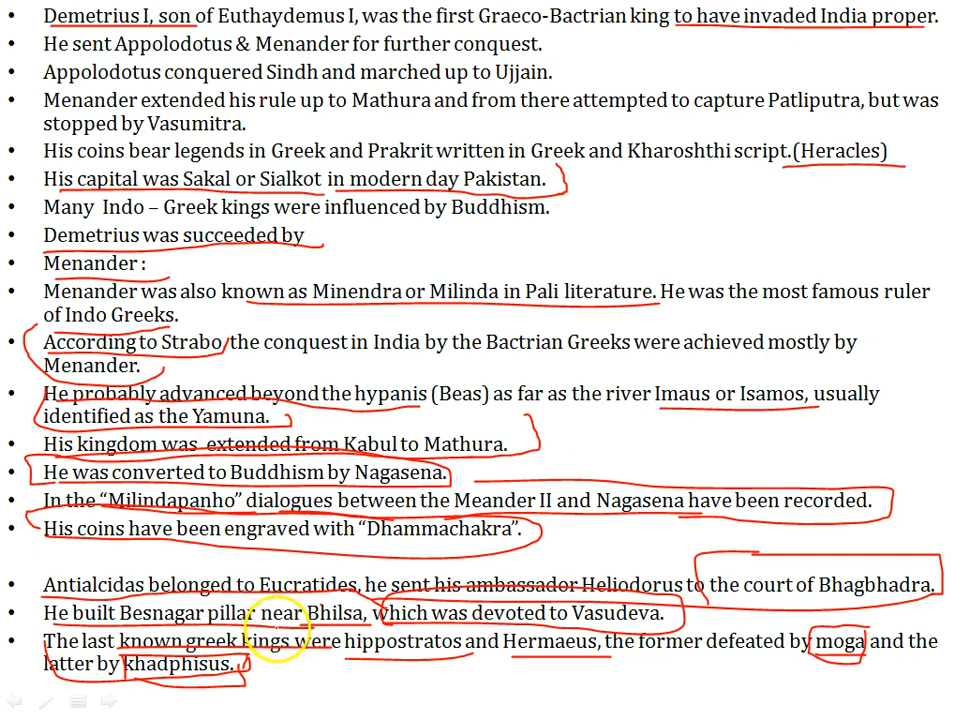 • Demetrius I, son of Euthaydemus I, was the first Graeco-Bactrian king to have invaded India proper.
• He sent Appolodotus & Menander for further conquest.
• Appolodotus conquered Sindh and marched up to Ujjain.
• Menander extended his rule up to Mathura and from there attempted to capture Patliputra, but was
stopped by Vasumitra.
• His coins bear legends in Greek and Prakrit written in Greek and Kharoshthi script.(Heracles)
• His capital was Sakal or Sialkot in modern day Pakistan.
• Many Indo – Greek kings were influenced by Buddhism.
• Demetrius was succeeded by
• Menander :
• Menander was also known as Minendra or Milinda in Pali literature. He was the most famous ruler
of Indo Greeks.
• According to Strabo, the conquest in India by the Bactrian Greeks were achieved mostly by
Menander.
• He probably advanced beyond the hypanis (Beas) as far as the river Imaus or Isamos, usually
identified as the Yamuna.
• His kingdom was extended from Kabul to Mathura.
• He was converted to Buddhism by Nagasena.
• In the “Milindapanho” dialogues between the Meander II and Nagasena have been recorded.
• His coins have been engraved with “Dhammachakra”.
• Antialcidas belonged to Eucratides, he sent his ambassador Heliodorus to the court of Bhagbhadra.
• He built Besnagar pillar near Bhilsa, which was devoted to Vasudeva.
• The last known greek kings were hippostratos and Hermaeus, the former defeated by moga and the
latter by khadphisus.